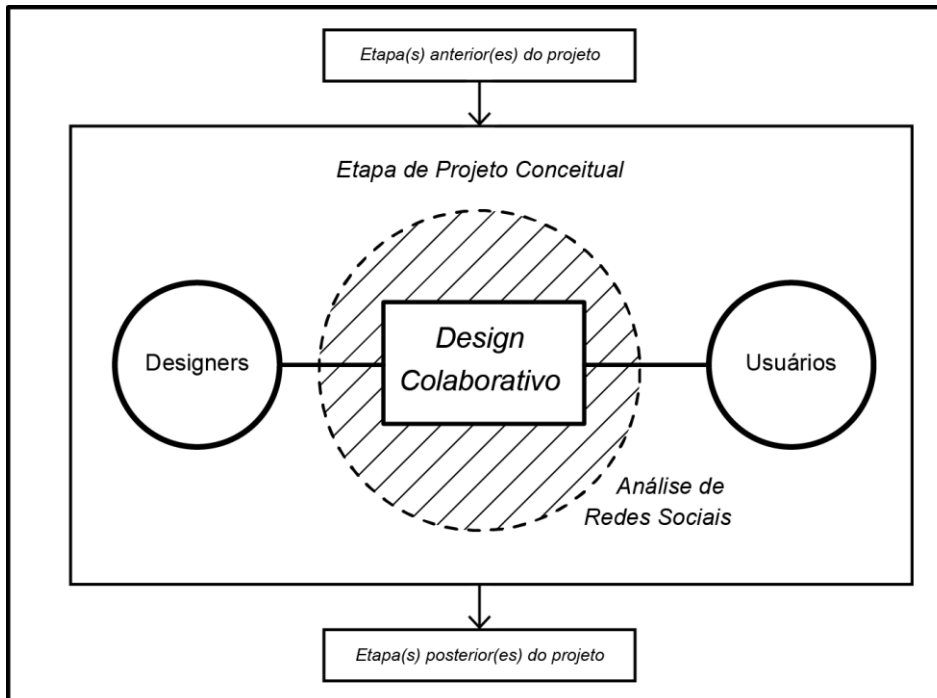 Etapa(s) anterior(es) do projeto
Etapa de Projeto Conceitual
Designers
Design
Colaborativo
Usuários
Análise de
Redes Sociais
Etapa(s) posterior(es) do projeto